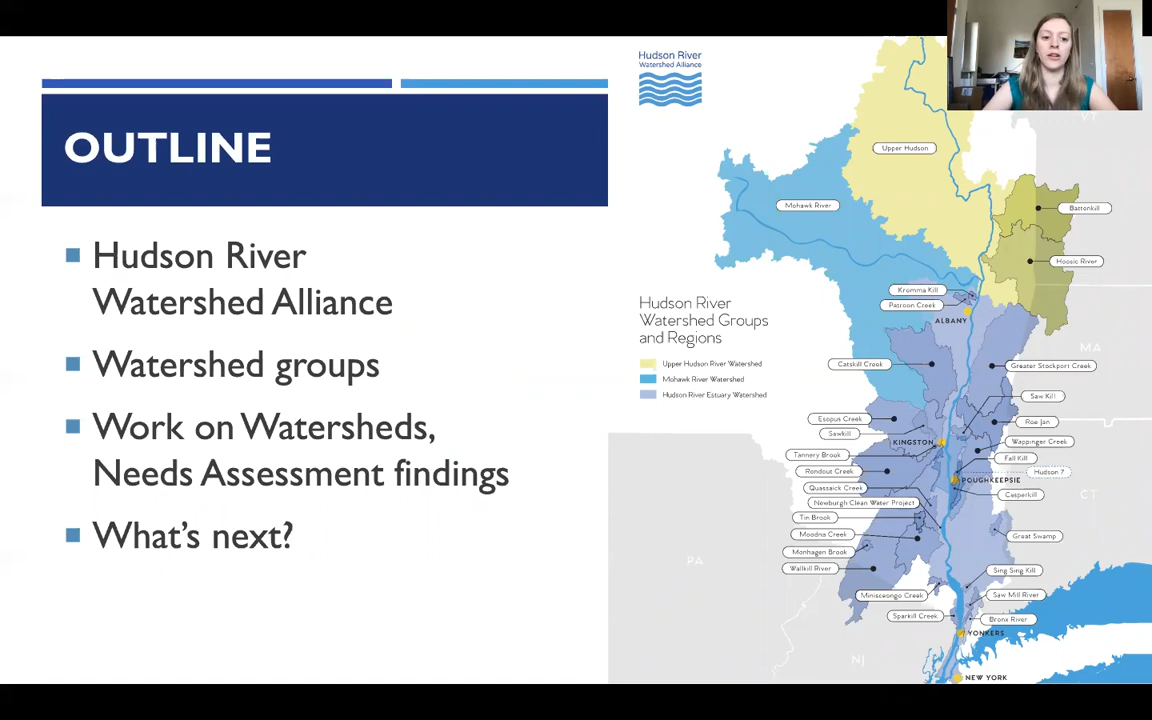 OUTLINE
Hudson River
Watershed Alliance
Watershed groups
Work on Watersheds,
Needs Assessment findings
What's next?
Hudson River
Watershed Alliance
Hudson River
Watershed Groups
and Regions
Upper Hudson River Watershed
Mohawk River Watershed
Hudson River Estuary Watershed
VT
Upper Hudson
Mohawk River
Battenkill
Hoosic River
Kromma Kill
Patroon Creek
ALBANY
MA
Catskill Creek
Greater Stockport Creek
Saw Kill
Esopus Creek
Roe Jan
Sawkill
KINGSTON
Wappinger Creek
Tannery Brook
Fall Kill
Rondout Creek
Hudson 7
POUGHKEEPSIE
Quassaick Creek
Casperkill
CT
Newburgh Clean Water Project
Tin Brook
Moodna Creek
Great Swamp
Monhagen Brook
PA
Wallkill River
Sing Sing Kill
Minisceongo Creek
Saw Mill River
Sparkill Creek
Bronx River
YONKERS
NJ
NEW YORK